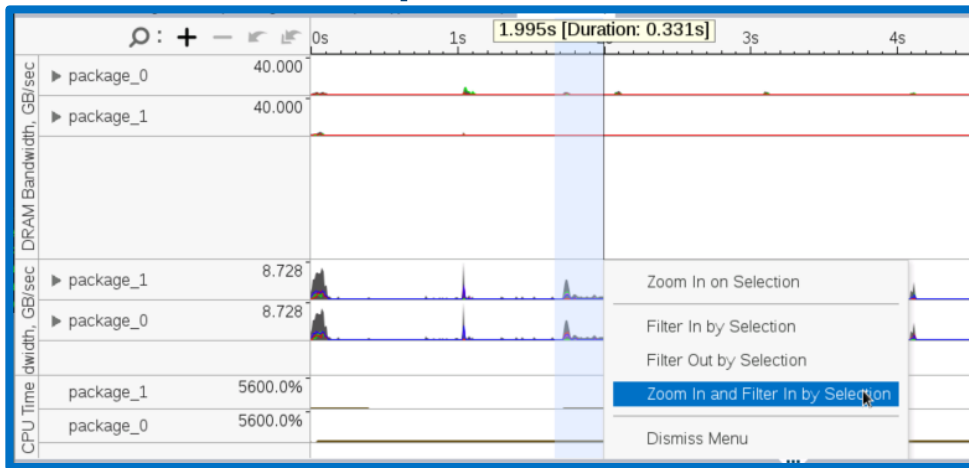 0s
1s
1.995s [Duration: 0.331s]
3s
4s
DRAM Bandwidth, GB/sec
package_0
40.000
package_1
40.000
dwidth, GB/sec
package_1
8.728
package_0
8.728
CPU Time
package_1
5600.0%
package_0
5600.0%
Zoom In on Selection
Filter In by Selection
Filter Out by Selection
Zoom In and Filter In by Selection
Dismiss Menu